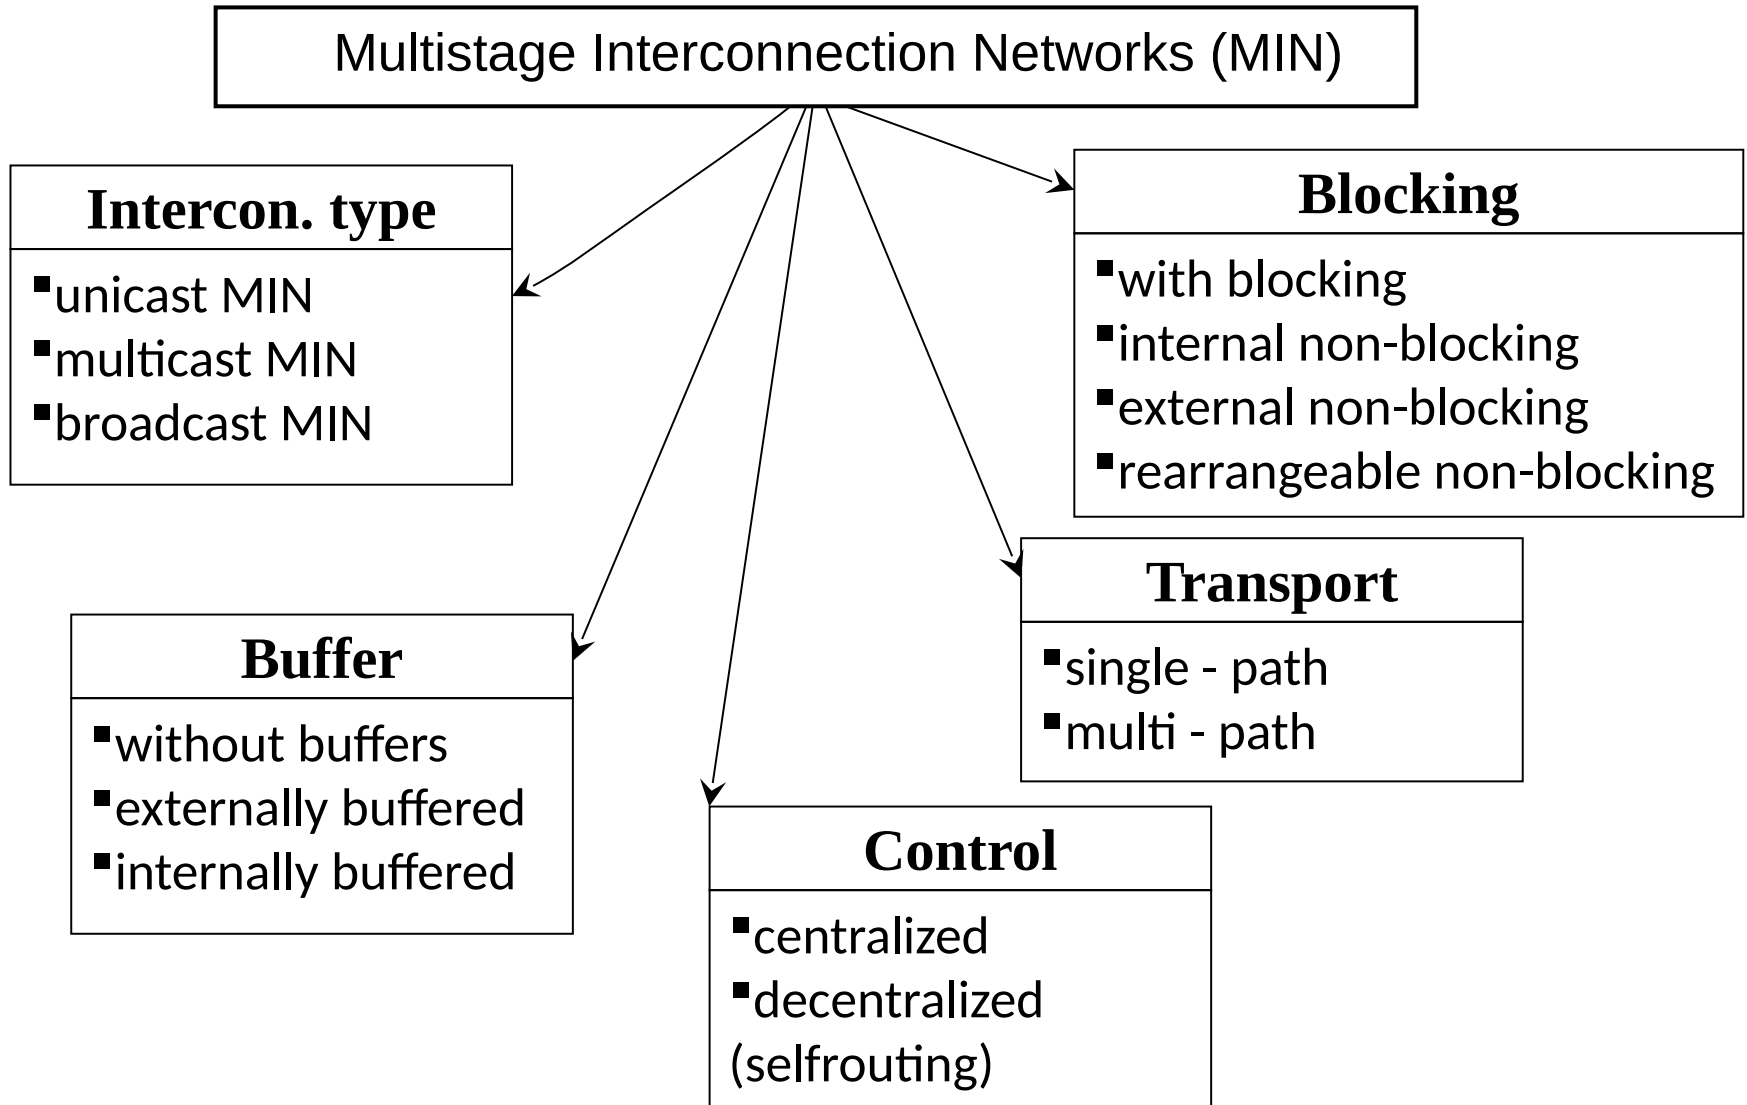 Multistage Interconnection Networks (MIN)
Intercon. type
▪unicast MIN
▪multicast MIN
▪broadcast MIN
Blocking
▪with blocking
▪internal non-blocking
▪external non-blocking
▪rearrangeable non-blocking
Buffer
▪without buffers
▪externally buffered
▪internally buffered
Transport
▪single - path
▪multi - path
Control
▪centralized
▪decentralized
(selfrouting)